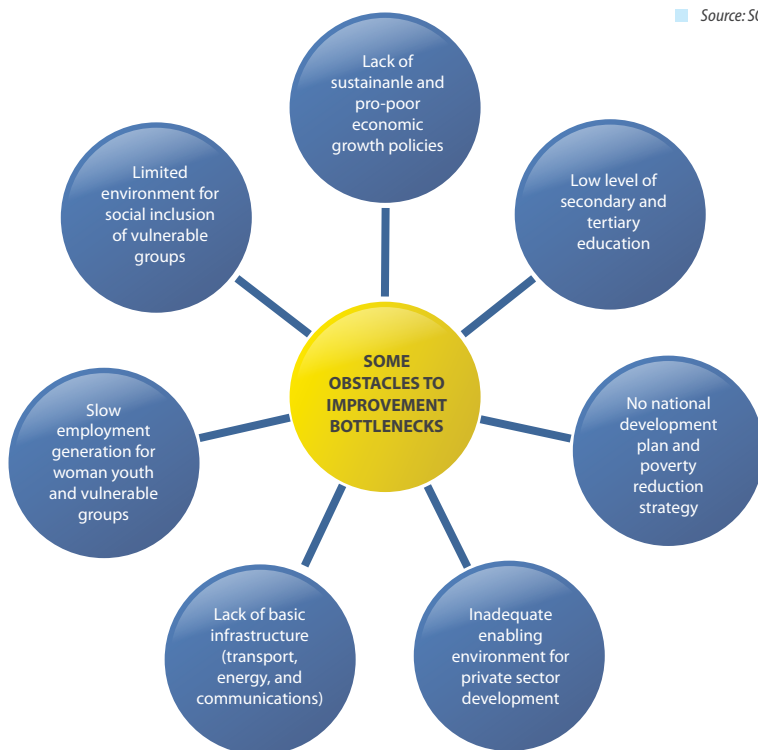 Source: SO
Lack of
sustainanle and
pro-poor
economic
growth policies
Low level of
secondary and
tertiary
education
No national
development
plan and
poverty
reduction
strategy
Inadequate
enabling
environment for
private sector
development
Lack of basic
infrastructure
(transport,
energy, and
communications)
Slow
employment
generation for
woman youth
and vulnerable
groups
Limited
environment for
social inclusion
of vulnerable
groups
SOME
OBSTACLES TO
IMPROVEMENT
BOTTLENECKS